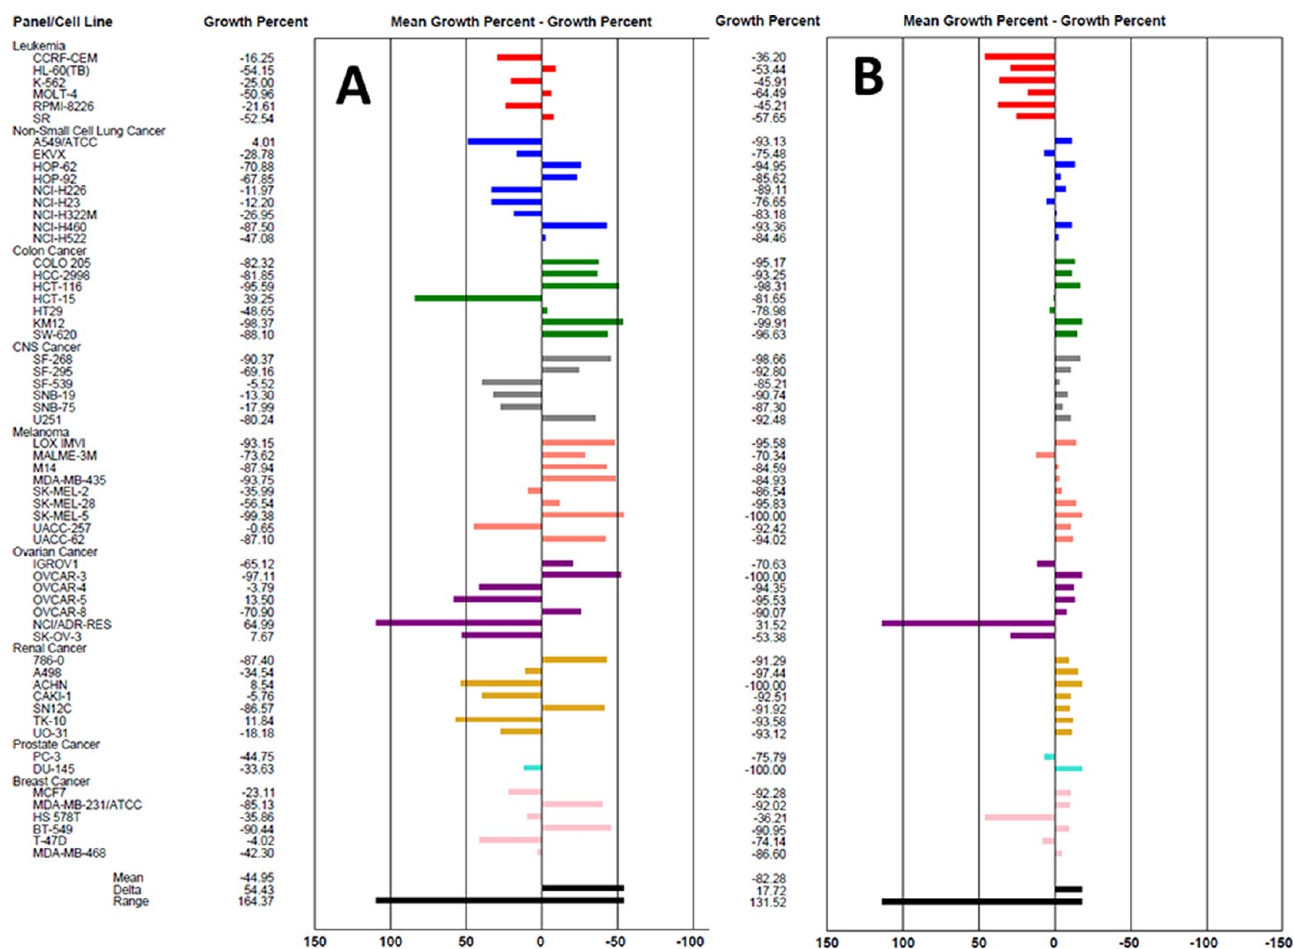 Panel/Cell Line Growth Percent Mean Growth Percent - Growth Percent Growth Percent Mean Growth Percent - Growth Percent
A B
Leukemia
CCRF-CEM -16.25 -36.20
HL-60(TB) -54.15 -53.44
K-562 -25.00 -45.91
MOLT-4 -50.96 -64.49
RPMI-8226 -21.61 -45.21
SR -52.54 -57.65
Non-Small Cell Lung Cancer
A549/ATCC 4.01 -93.13
EKVX -28.78 -75.48
HOP-62 -70.88 -94.95
HOP-92 -67.85 -85.62
NCI-H226 -11.97 -89.11
NCI-H23 -12.20 -76.65
NCI-H322M -26.95 -83.18
NCI-H460 -87.50 -93.36
NCI-H522 -47.08 -84.46
Colon Cancer
COLO 205 -82.32 -95.17
HCC-2998 -81.85 -93.25
HCT-116 -95.59 -98.31
HCT-15 39.25 -81.65
HT29 -48.65 -78.98
KM12 -98.37 -99.91
SW-620 -88.10 -96.63
CNS Cancer
SF-268 -90.37 -98.66
SF-295 -69.16 -92.80
SF-539 -5.52 -85.21
SNB-19 -13.30 -90.74
SNB-75 -17.99 -87.30
U251 -80.24 -92.48
Melanoma
LOX IMVI -93.15 -95.58
MALME-3M -73.62 -70.34
M14 -87.94 -84.59
MDA-MB-435 -93.75 -84.93
SK-MEL-2 -35.99 -86.54
SK-MEL-28 -56.54 -95.83
SK-MEL-5 -99.38 -100.00
UACC-257 -0.65 -92.42
UACC-62 -87.10 -94.02
Ovarian Cancer
IGROV1 -65.12 -70.63
OVCAR-3 -97.11 -100.00
OVCAR-4 -3.79 -94.35
OVCAR-5 13.50 -95.53
OVCAR-8 -70.90 -90.07
NCI/ADR-RES 64.99 31.52
SK-OV-3 7.67 -53.38
Renal Cancer
786-0 -87.40 -91.29
A498 -34.54 -97.44
ACHN 8.54 -100.00
CAKI-1 -5.76 -92.51
SN12C -86.57 -91.92
TK-10 11.84 -93.58
UO-31 -18.18 -93.12
Prostate Cancer
PC-3 -44.75 -75.79
DU-145 -33.63 -100.00
Breast Cancer
MCF7 -23.11 -92.28
MDA-MB-231/ATCC -85.13 -92.02
HS 578T -35.86 -36.21
BT-549 -90.44 -90.95
T-47D -4.02 -74.14
MDA-MB-468 -42.30 -86.60
Mean -44.95 -82.28
Delta 54.43 17.72
Range 164.37 131.52
150 100 50 0 -50 -100 150 100 50 0 -50 -100 -150